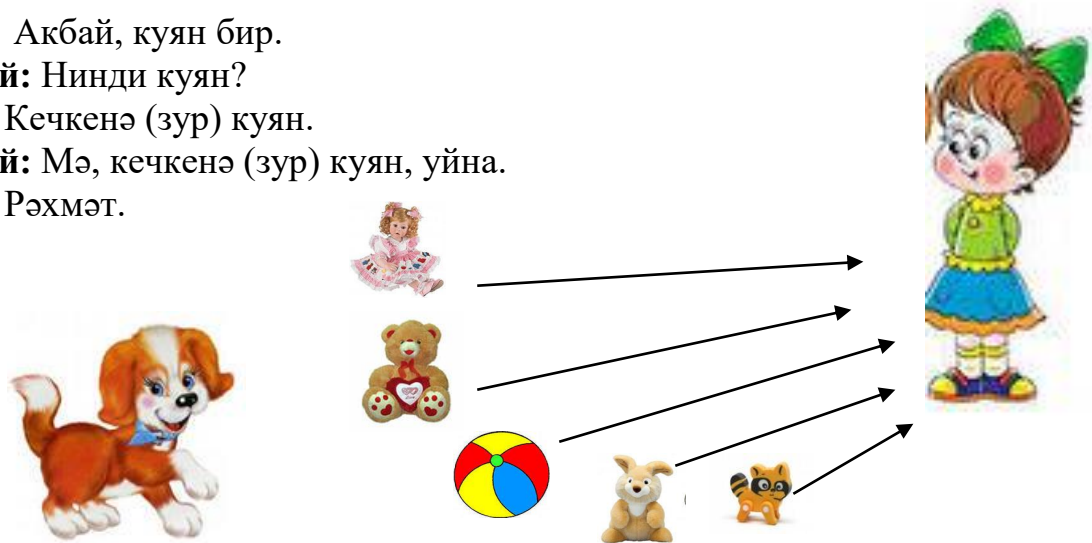 Акбай, куян бир.
й: Нинди куян?
Кечкенә (зур) куян.
й: Мә, кечкенә (зур) куян, уйна.
Рәхмәт.